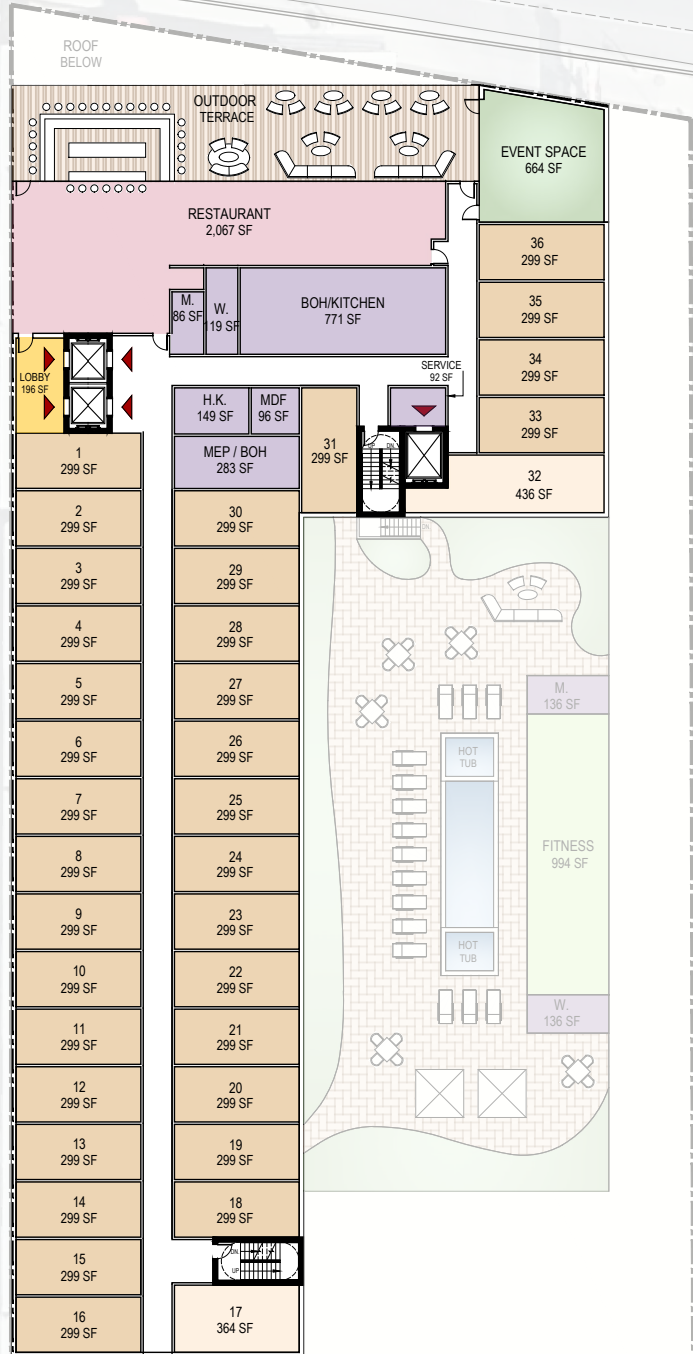 ROOF
BELOW
OUTDOOR
TERRACE
EVENT SPACE
664 SF
RESTAURANT
2,067 SF
M.
86 SF
W.
119 SF
BOH/KITCHEN
771 SF
36
299 SF
35
299 SF
34
299 SF
33
299 SF
32
436 SF
SERVICE
92 SF
LOBBY
196 SF
H.K.
149 SF
MDF
96 SF
MEP / BOH
283 SF
31
299 SF
UP
DN.
DN.
1
299 SF
2
299 SF
3
299 SF
4
299 SF
5
299 SF
6
299 SF
7
299 SF
8
299 SF
9
299 SF
10
299 SF
11
299 SF
12
299 SF
13
299 SF
14
299 SF
15
299 SF
16
299 SF
30
299 SF
29
299 SF
28
299 SF
27
299 SF
26
299 SF
25
299 SF
24
299 SF
23
299 SF
22
299 SF
21
299 SF
20
299 SF
19
299 SF
18
299 SF
DN.
UP
17
364 SF
M.
136 SF
HOT
TUB
FITNESS
994 SF
HOT
TUB
W.
136 SF